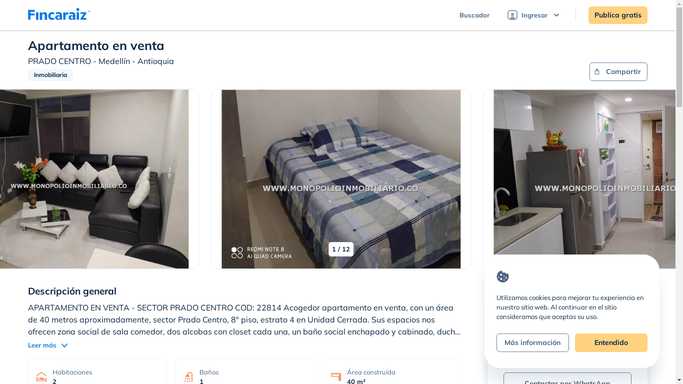 Fincaraiz
Buscador
Ingresar
Publica gratis
Apartamento en venta
PRADO CENTRO - Medellín - Antioquia
Inmobiliaria
Compartir
WWW.MONOPOLIOINMOBILIARIO.CO
WWW.MONOPOLIOINMOBILIARIO.CO
WWW.MONOPOLIOINMOBILIARIO
REDMI NOTE 8
AI QUAD CAMERA
1 / 12
Descripción general
APARTAMENTO EN VENTA - SECTOR PRADO CENTRO COD: 22814 Acogedor apartamento en venta, con un área
de 40 metros aproximadamente, sector Prado Centro, 8° piso, estrato 4 en Unidad Cerrada. Sus espacios nos
ofrecen zona social de sala comedor, dos alcobas con closet cada una, un baño social enchapado y cabinado, duch...
Leer más
Habitaciones
2
Baños
1
Área construida
40 m²
Utilizamos cookies para mejorar tu experiencia en
nuestro sitio web. Al continuar en el sitio
consideramos que aceptas su uso.
Más información
Entendido
Contactar por WhatsApp